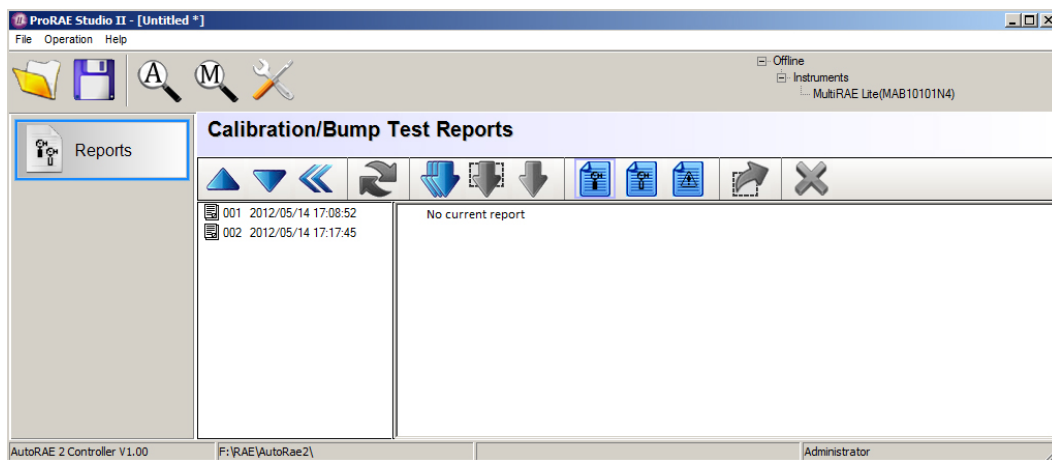 ProRAE Studio II - [Untitled *]
File Operation Help
A M
Offline
Instruments
MultiRAE Lite(MAB10101N4)
Reports
Calibration/Bump Test Reports
001 2012/05/14 17:08:52
002 2012/05/14 17:17:45
No current report
AutoRAE 2 Controller V1.00 F:\RAE\AutoRae2\ Administrator